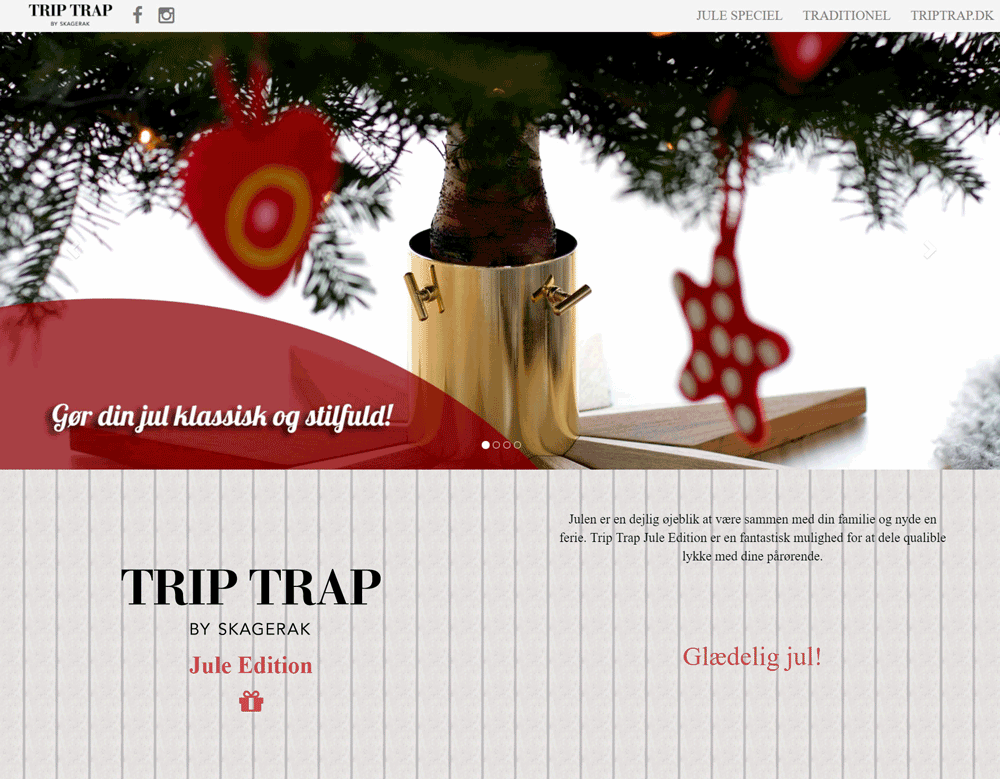 TRIP TRAP
BY SKAGERAK
JULE SPECIEL
TRADITIONEL
TRIPTRAP.DK
Gør din jul klassisk og stilfuld!
Julen er en dejlig øjeblik at være sammen med din familie og nyde en
ferie. Trip Trap Jule Edition er en fantastisk mulighed for at dele qualible
lykke med dine pårørende.
TRIP TRAP
BY SKAGERAK
Jule Edition
Glædelig jul!